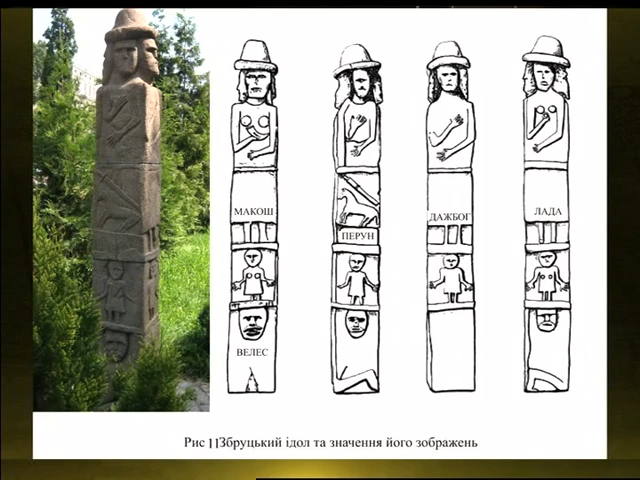 МАКОШ
ПЕРУН
ДАЖБОГ
ЛАДА
ВЕЛЕС
Рис 11Збруцький ідол та значення його зображень